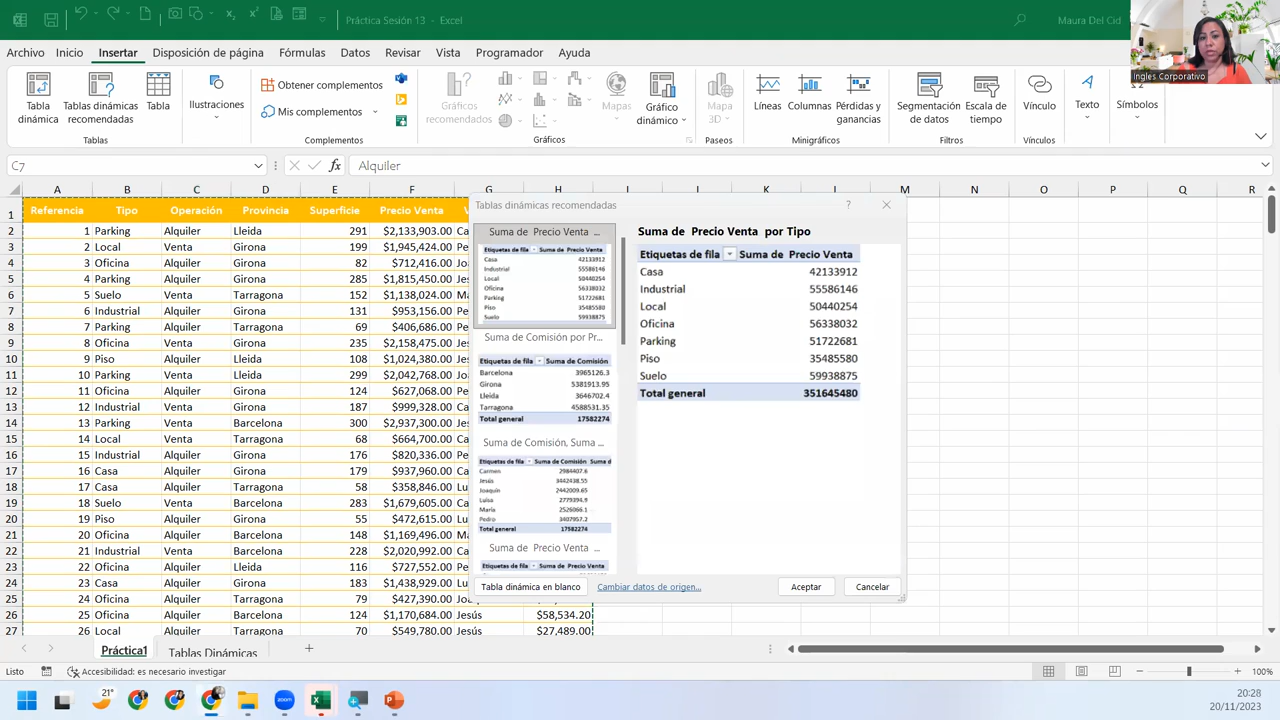 Práctica Sesión 13 - Excel
Maura Del Cid
Archivo Inicio Insertar Disposición de página Fórmulas Datos Revisar Vista Programador Ayuda
Tabla dinámica
Tablas dinámicas recomendadas
Tabla
Ilustraciones
Obtener complementos
Mis complementos
Gráficos recomendados
Mapas
Gráfico dinámico
Mapa 3D
Líneas
Columnas
Pérdidas y ganancias
Segmentación de datos
Escala de tiempo
Vínculo
Texto
Símbolos
Tablas
Complementos
Gráficos
Paseos
Minigráficos
Filtros
Vínculos
Ingles Corporativo
C7 fx Alquiler
A B C D E F G H I J K L M N O P Q R
1 Referencia Tipo Operación Provincia Superficie Precio Venta
2 1 Parking Alquiler Lleida 291 $2,133,903.00 Ca
3 2 Local Venta Girona 199 $1,945,424.00 Pe
4 3 Oficina Alquiler Girona 82 $712,416.00 Jo
5 4 Parking Alquiler Girona 285 $1,815,450.00 Je
6 5 Suelo Venta Tarragona 152 $1,138,024.00 M
7 6 Industrial Alquiler Girona 131 $953,156.00 Pe
8 7 Parking Alquiler Tarragona 69 $406,686.00 Pe
9 8 Oficina Venta Girona 235 $2,158,475.00 Je
10 9 Piso Alquiler Lleida 108 $1,024,380.00 M
11 10 Parking Venta Lleida 299 $2,042,768.00 Jo
12 11 Oficina Alquiler Girona 124 $627,068.00 Pe
13 12 Industrial Venta Girona 187 $999,328.00 Ca
14 13 Parking Alquiler Barcelona 300 $2,937,300.00 Je
15 14 Local Venta Tarragona 68 $664,700.00 M
16 15 Industrial Alquiler Girona 176 $820,336.00 Pe
17 16 Casa Alquiler Girona 179 $937,960.00 M
18 17 Casa Alquiler Tarragona 58 $358,846.00 Lu
19 18 Suelo Venta Barcelona 203 $1,679,605.00 Ca
20 19 Piso Alquiler Girona 55 $472,615.00 Lu
21 20 Oficina Alquiler Barcelona 148 $1,169,496.00 M
22 21 Industrial Venta Barcelona 228 $2,020,992.00 Je
23 22 Oficina Alquiler Lleida 116 $727,552.00 Pe
24 23 Casa Alquiler Girona 183 $1,438,929.00 Lu
25 24 Oficina Alquiler Tarragona 79 $427,390.00
26 25 Oficina Alquiler Barcelona 124 $1,170,684.00 Jesús $58,534.20
27 26 Local Alquiler Tarragona 70 $549,780.00 Jesús $27,489.00
Tablas dinámicas recomendadas
Suma de Precio Venta ...
Etiquetas de fila Suma de Precio Venta
Casa 42133912
Industrial 55586146
Local 50440254
Oficina 56338032
Parking 51722681
Piso 35485580
Suelo 59938875
Suma de Comisión por Pr...
Etiquetas de fila Suma de Comisión
Barcelona 3965126.3
Girona 5381913.95
Lleida 3646702.4
Tarragona 4588531.35
Total general 17582274
Suma de Comisión, Suma ...
Etiquetas de fila Suma de Comisión Suma d
Carmen 2984407.6
Jesús 3442438.55
Joaquín 2442009.65
Luisa 2779394.9
María 2526066.1
Pedro 3407957.2
Total general 17582274
Suma de Precio Venta ...
Etiquetas de fila Suma de Precio Venta
Suma de Precio Venta por Tipo
Etiquetas de fila Suma de Precio Venta
Casa 42133912
Industrial 55586146
Local 50440254
Oficina 56338032
Parking 51722681
Piso 35485580
Suelo 59938875
Total general 351645480
Tabla dinámica en blanco Cambiar datos de origen... Aceptar Cancelar
Práctica1 Tablas Dinámicas
Listo Accesibilidad: es necesario investigar 100%
21°
zoom
20:28
20/11/2023